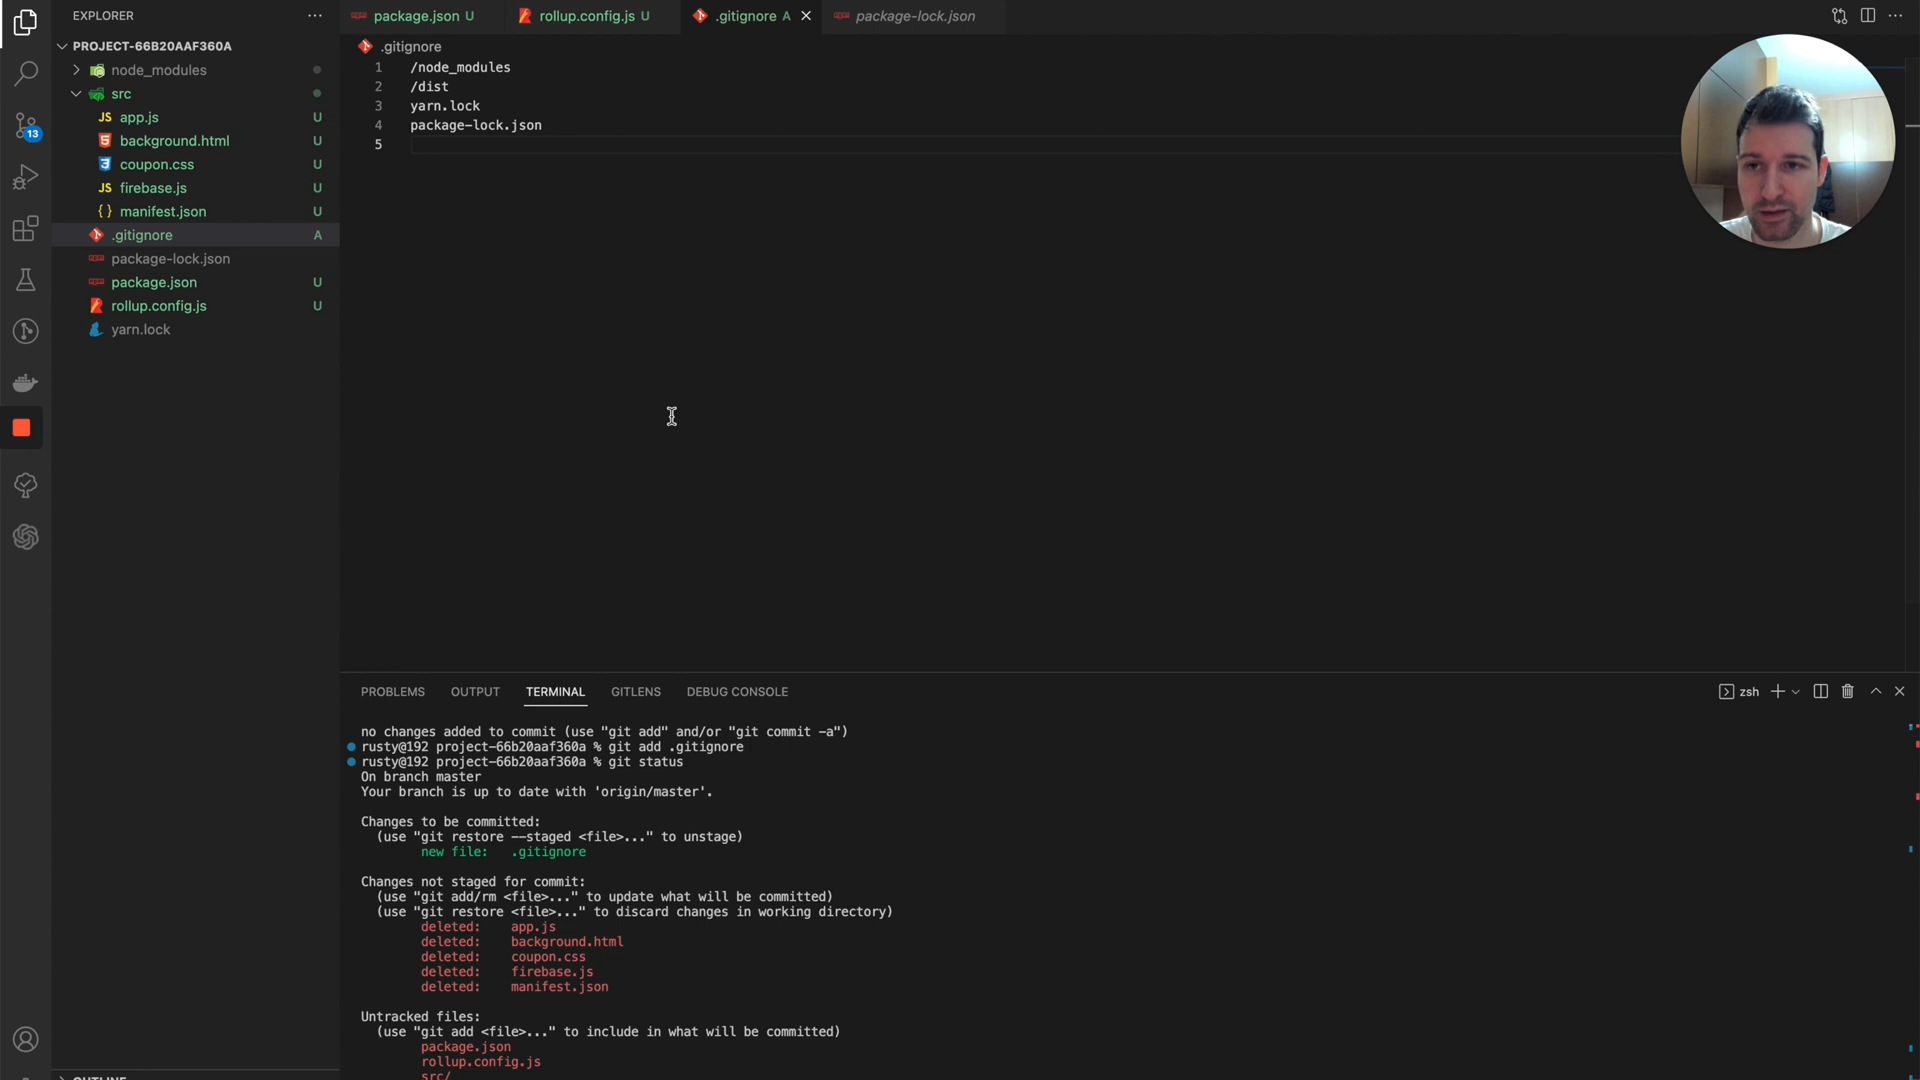 EXPLORER
PROJECT-66B20AAF360A
node_modules
src
JS app.js U
background.html U
coupon.css U
JS firebase.js U
{} manifest.json U
.gitignore A
package-lock.json
package.json U
rollup.config.js U
yarn.lock
13
package.json U
rollup.config.js U
.gitignore A
package-lock.json
.gitignore
1 /node_modules
2 /dist
3 yarn.lock
4 package-lock.json
5
PROBLEMS OUTPUT TERMINAL GITLENS DEBUG CONSOLE
zsh
no changes added to commit (use "git add" and/or "git commit -a")
rusty@192 project-66b20aaf360a % git add .gitignore
rusty@192 project-66b20aaf360a % git status
On branch master
Your branch is up to date with 'origin/master'.
Changes to be committed:
(use "git restore --staged <file>..." to unstage)
new file: .gitignore
Changes not staged for commit:
(use "git add/rm <file>..." to update what will be committed)
(use "git restore <file>..." to discard changes in working directory)
deleted: app.js
deleted: background.html
deleted: coupon.css
deleted: firebase.js
deleted: manifest.json
Untracked files:
(use "git add <file>..." to include in what will be committed)
package.json
rollup.config.js
src/
OUTLINE